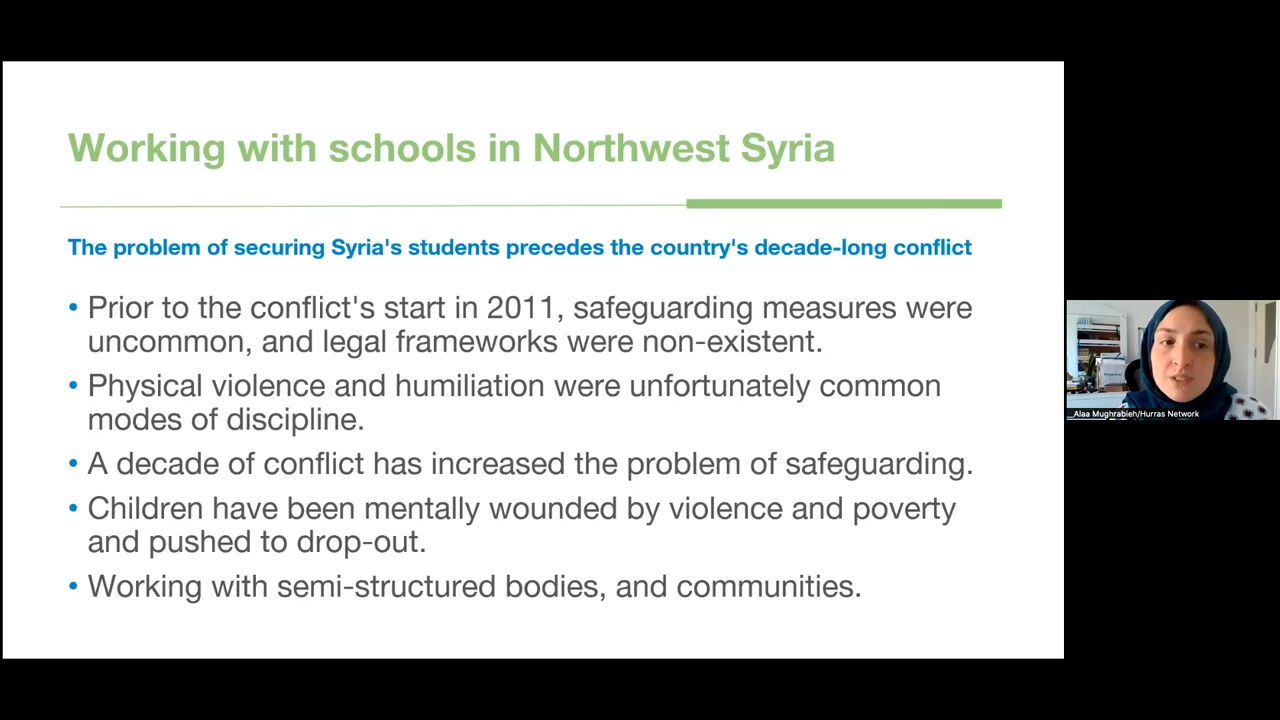 Working with schools in Northwest Syria
The problem of securing Syria's students precedes the country's decade-long conflict
• Prior to the conflict's start in 2011, safeguarding measures were
uncommon, and legal frameworks were non-existent.
• Physical violence and humiliation were unfortunately common
modes of discipline.
• A decade of conflict has increased the problem of safeguarding.
• Children have been mentally wounded by violence and poverty
and pushed to drop-out.
• Working with semi-structured bodies, and communities.
Alaa Mughrabieh/Hurras Network